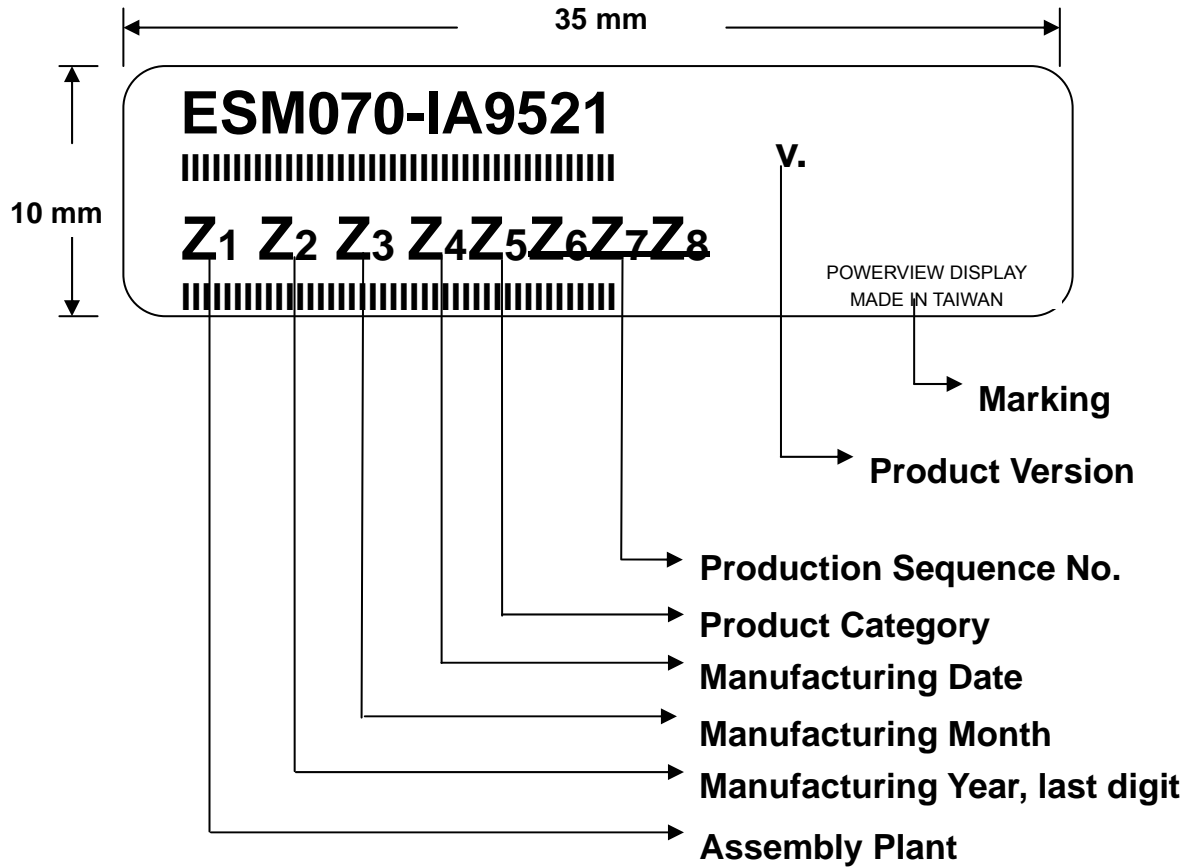 35 mm
ESM070-IA9521
v.
10 mm
Z1 Z2 Z3 Z4Z5Z6Z7Z8
POWERVIEW DISPLAY
MADE IN TAIWAN
Marking
Product Version
Production Sequence No.
Product Category
Manufacturing Date
Manufacturing Month
Manufacturing Year, last digit
Assembly Plant